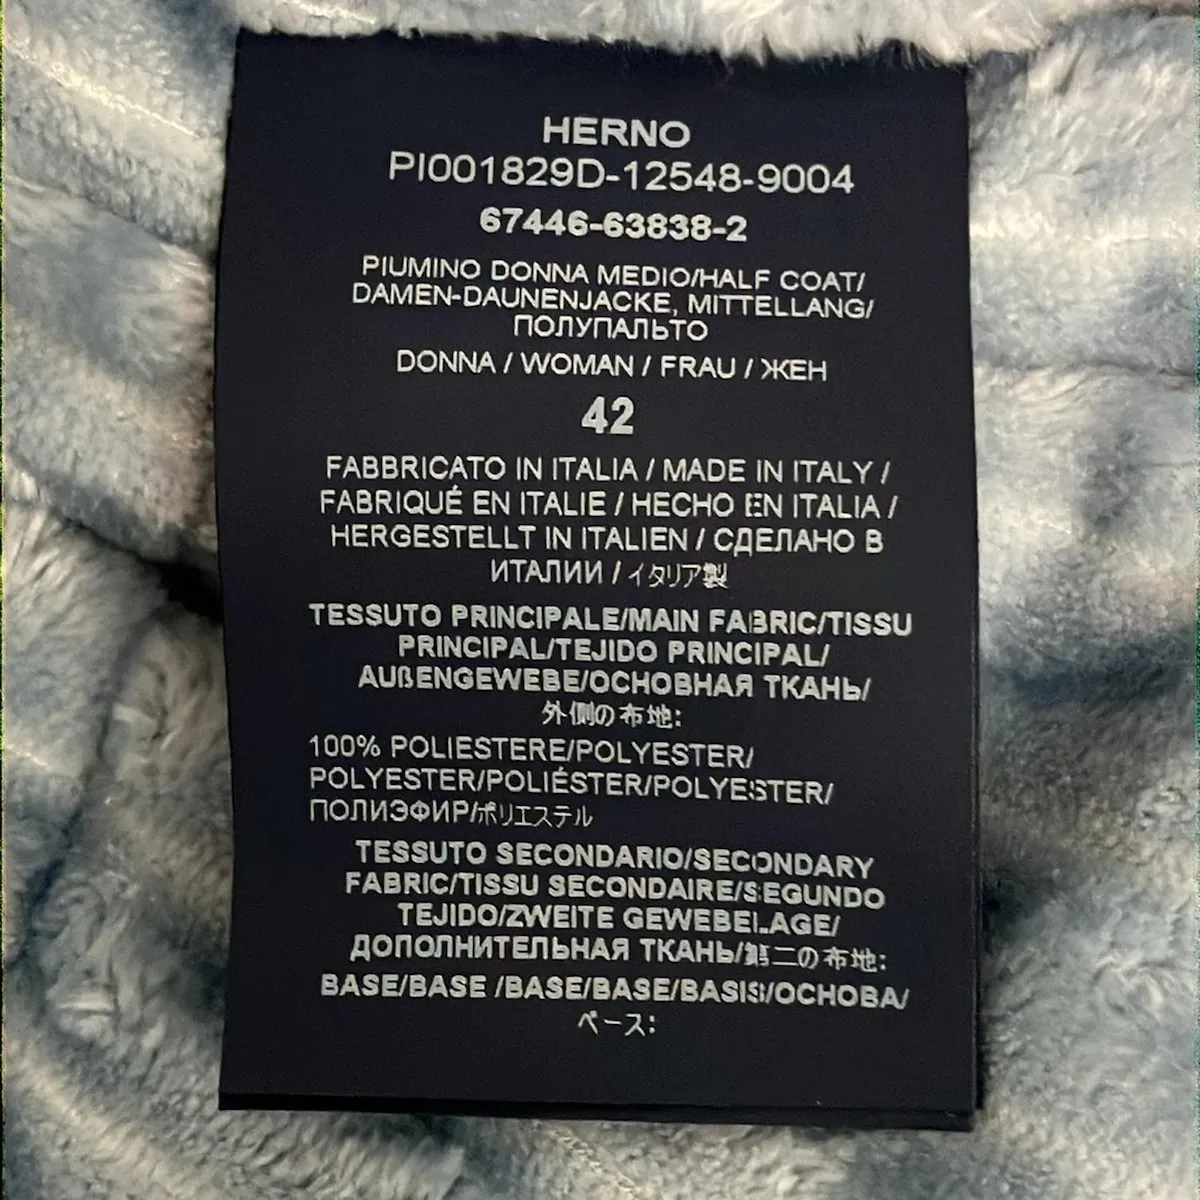 HERNO
PI001829D-12548-9004
67446-63838-2
PIUMINO DONNA MEDIO/HALF COAT/
DAMEN-DAUNENJACKE, MITTELLANG/
ПОЛУПАЛЬТО
DONNA / WOMAN / FRAU / ЖЕН
42
FABBRICATO IN ITALIA / MADE IN ITALY /
FABRIQUÉ EN ITALIE / HECHO EN ITALIA /
HERGESTELLT IN ITALIEN / СДЕЛАНО В
ИТАЛИИ / イタリア製
TESSUTO PRINCIPALE/MAIN FABRIC/TISSU
PRINCIPAL/TEJIDO PRINCIPAL/
AUßENGEWEBE/ОСНОВНАЯ ТКАНЬ/
外側の布地:
100% POLIESTERE/POLYESTER/
POLYESTER/POLIÉSTER/POLYESTER/
ПОЛИЭФИР/ポリエステル
TESSUTO SECONDARIO/SECONDARY
FABRIC/TISSU SECONDAIRE/SEGUNDO
TEJIDO/ZWEITE GEWEBELAGE/
ДОПОЛНИТЕЛЬНАЯ ТКАНЬ/第二の布地:
BASE/BASE /BASE/BASE/BASIS/ОСНОВА/
ベース: